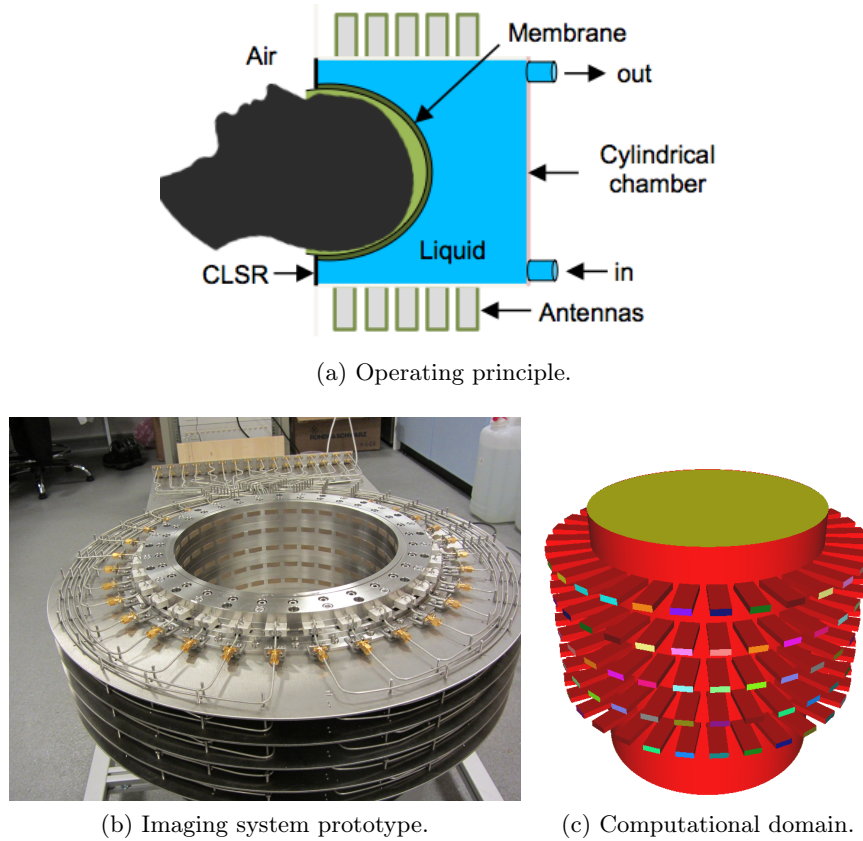 Air
Membrane
out
Cylindrical
chamber
Liquid
CLSR
in
Antennas
(a) Operating principle.
(b) Imaging system prototype.
(c) Computational domain.